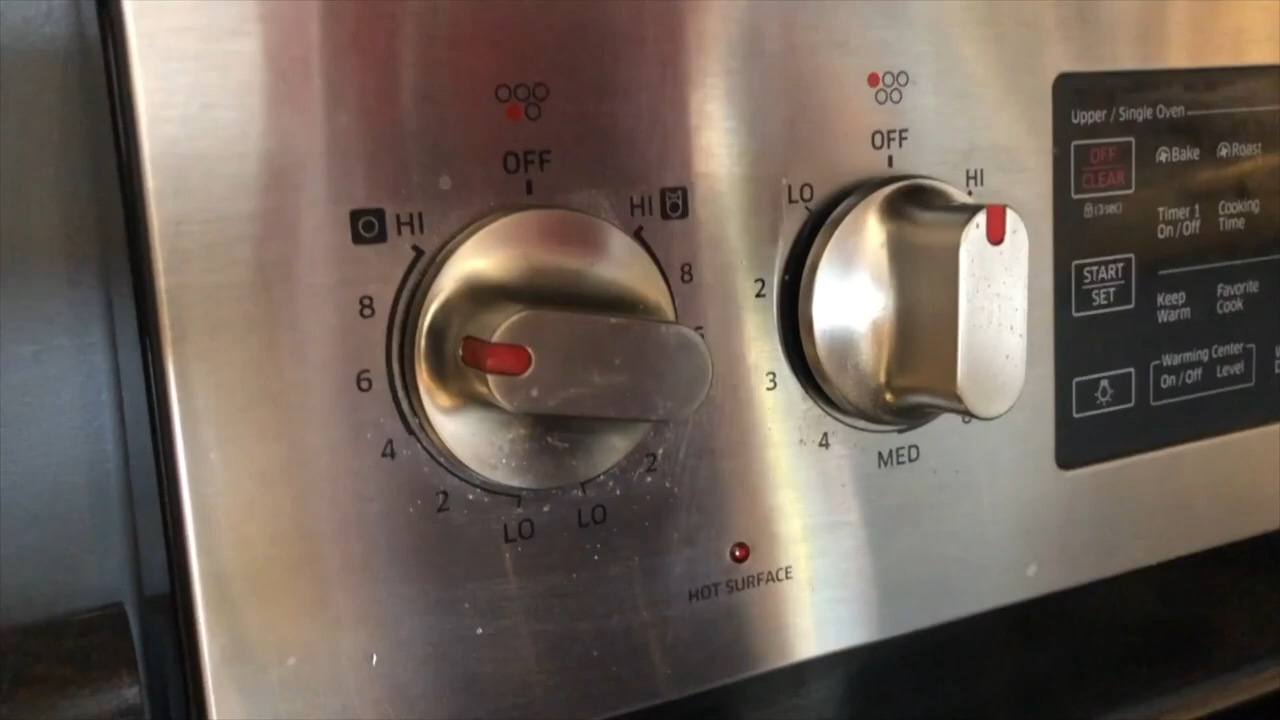 OFF
HI
HI
8
8
6
4
2
2
LO
LO
OFF
LO
HI
2
3
4
MED
HOT SURFACE
Upper / Single Oven
OFF
CLEAR
(3 sec)
Bake
Roast
Timer 1
On / Off
Cooking
Time
START
SET
Keep
Warm
Favorite
Cook
Warming Center
On / Off
Level